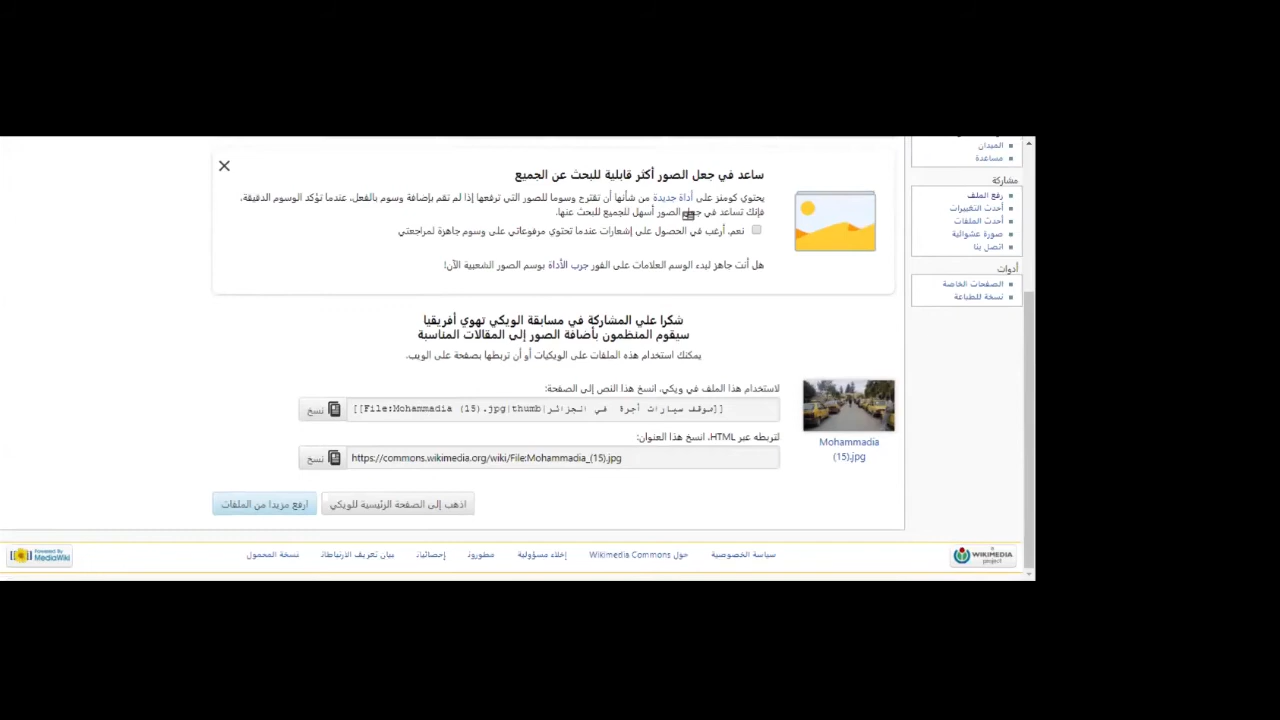 الميدان
مساعدة
مشاركة
رفع الملف
أحدث التغييرات
أحدث الملفات
صورة عشوائية
اتصل بنا
أدوات
الصفحات الخاصة
نسخة للطباعة
ساعد في جعل الصور أكثر قابلية للبحث عن الجميع
يحتوي كومنز على أداة جديدة من شأنها أن تقترح وسوما للصور التي ترفعها إذا لم تقم بإضافة وسوم بالفعل، عندما تؤكد الوسوم الدقيقة،
فإنك تساعد في جعل الصور أسهل للجميع للبحث عنها.
نعم، أرغب في الحصول على إشعارات عندما تحتوي مرفوعاتي على وسوم جاهزة لمراجعتي
هل أنت جاهز لبدء الوسم العلامات على الفور جرب الأداة بوسم الصور الشعبية الآن!
شكرا علي المشاركة في مسابقة الويكي تهوي أفريقيا
سيقوم المنظمون بأضافة الصور إلى المقالات المناسبة
يمكنك استخدام هذه الملفات على الويكيات أو أن تربطها بصفحة على الويب.
لاستخدام هذا الملف في ويكي، انسخ هذا النص إلى الصفحة:
[[File:Mohammadia (15).jpg|thumb|موقف سيارات أجرة في الجزائر]]
نسخ
لتربطه عبر HTML، انسخ هذا العنوان:
https://commons.wikimedia.org/wiki/File:Mohammadia_(15).jpg
نسخ
Mohammadia
(15).jpg
اذهب إلى الصفحة الرئيسية للويكي
ارفع مزيدا من الملفات
سياسة الخصوصية
حول Wikimedia Commons
إخلاء مسؤولية
مطورون
إحصائيات
بيان تعريف الارتباطات
نسخة المحمول
A
WIKIMEDIA
project
Powered By
MediaWiki